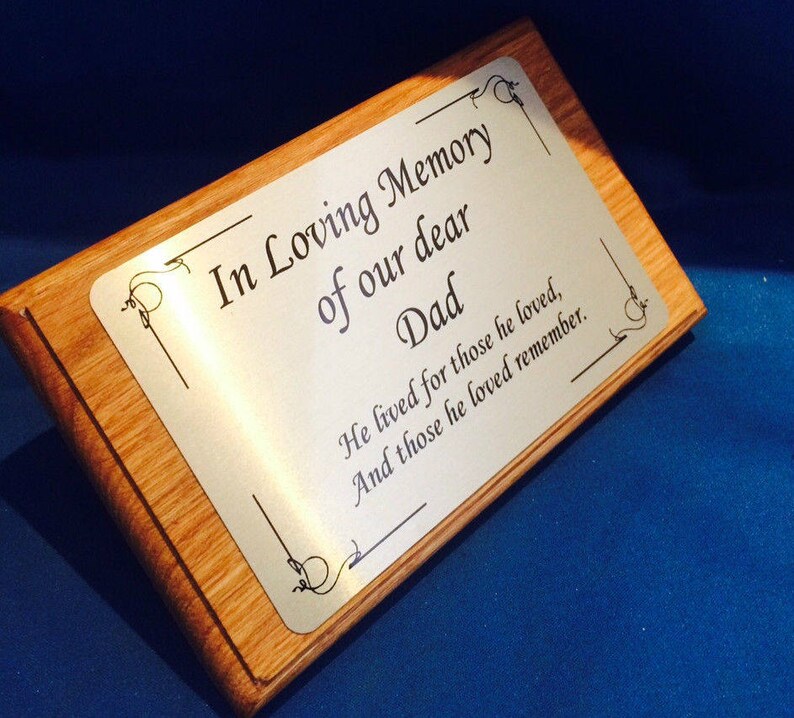 In Loving Memory
of our dear
Dad
He lived for those he loved,
And those he loved remember.